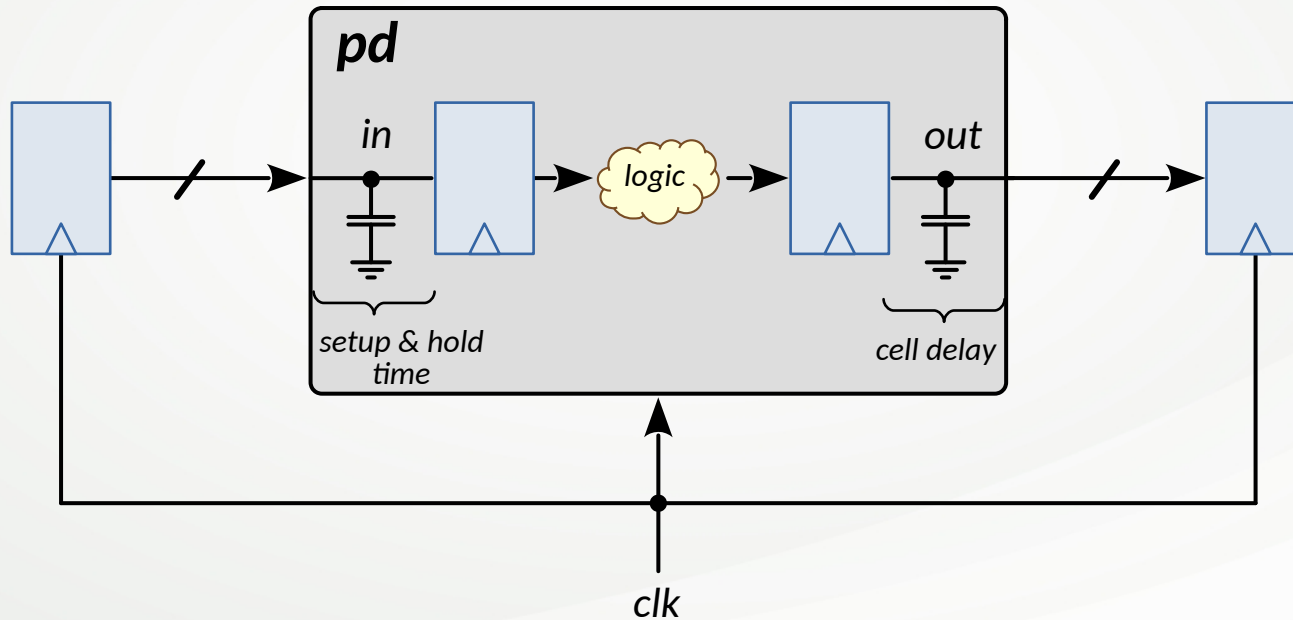 pd
in
out
logic
setup & hold
time
cell delay
clk